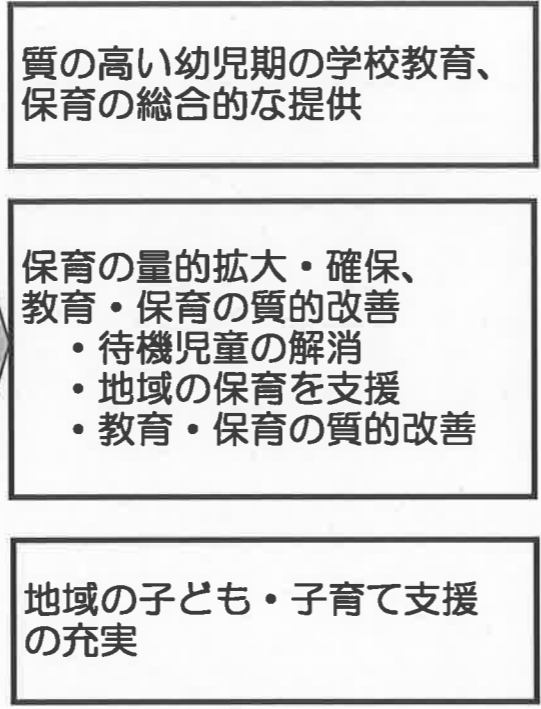 質の高い幼児期の学校教育、
保育の総合的な提供
保育の量的拡大・確保、
教育・保育の質的改善
・待機児童の解消
・地域の保育を支援
・教育・保育の質的改善
地域の子ども・子育て支援
の充実